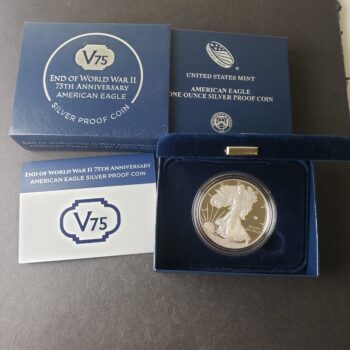 V75
END OF WORLD WAR II
75TH ANNIVERSARY
AMERICAN EAGLE
SILVER PROOF COIN
UNITED STATES MINT
AMERICAN EAGLE
ONE OUNCE SILVER PROOF COIN
END OF WORLD WAR II 75TH ANNIVERSARY
AMERICAN EAGLE SILVER PROOF COIN
V75